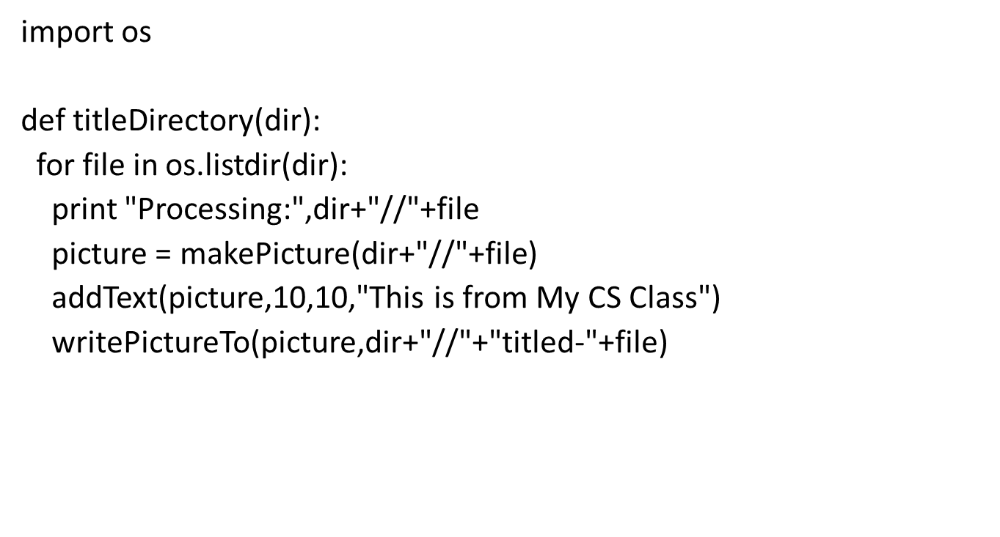 import os
def titleDirectory(dir):
  for file in os.listdir(dir):
    print "Processing:",dir+"//"+file
    picture = makePicture(dir+"//"+file)
    addText(picture,10,10,"This is from My CS Class")
    writePictureTo(picture,dir+"//"+"titled-"+file)